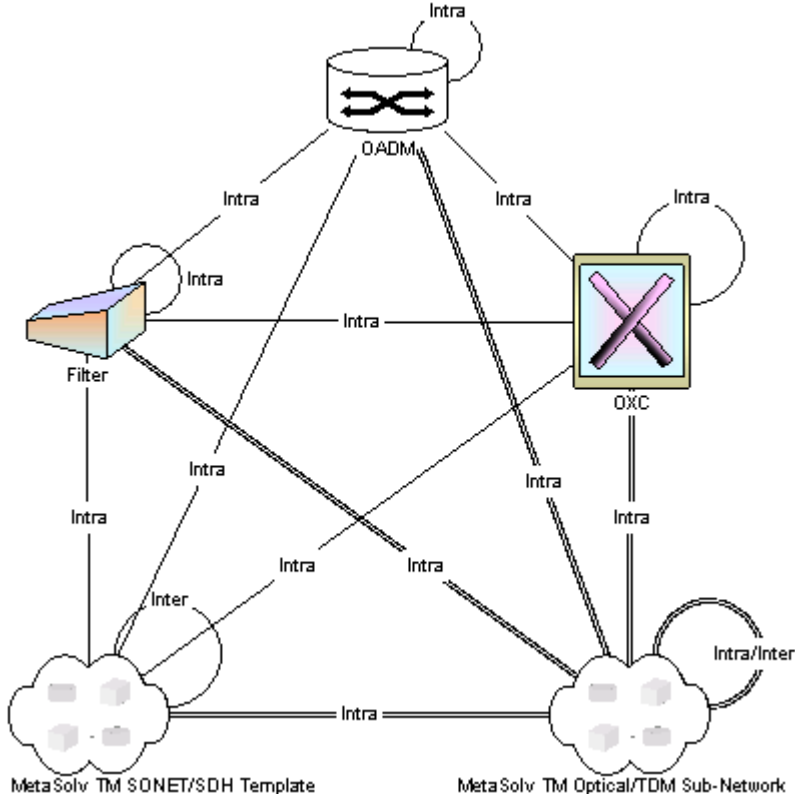 Intra
OADM
Intra
Intra
Intra
Intra
Filter
Intra
OXC
Intra
Intra
Intra
Intra
Intra
Intra
Inter
Intra/Inter
Intra
MetaSolv TM SONET/SDH Template
MetaSolv TM Optical/TDM Sub-Network